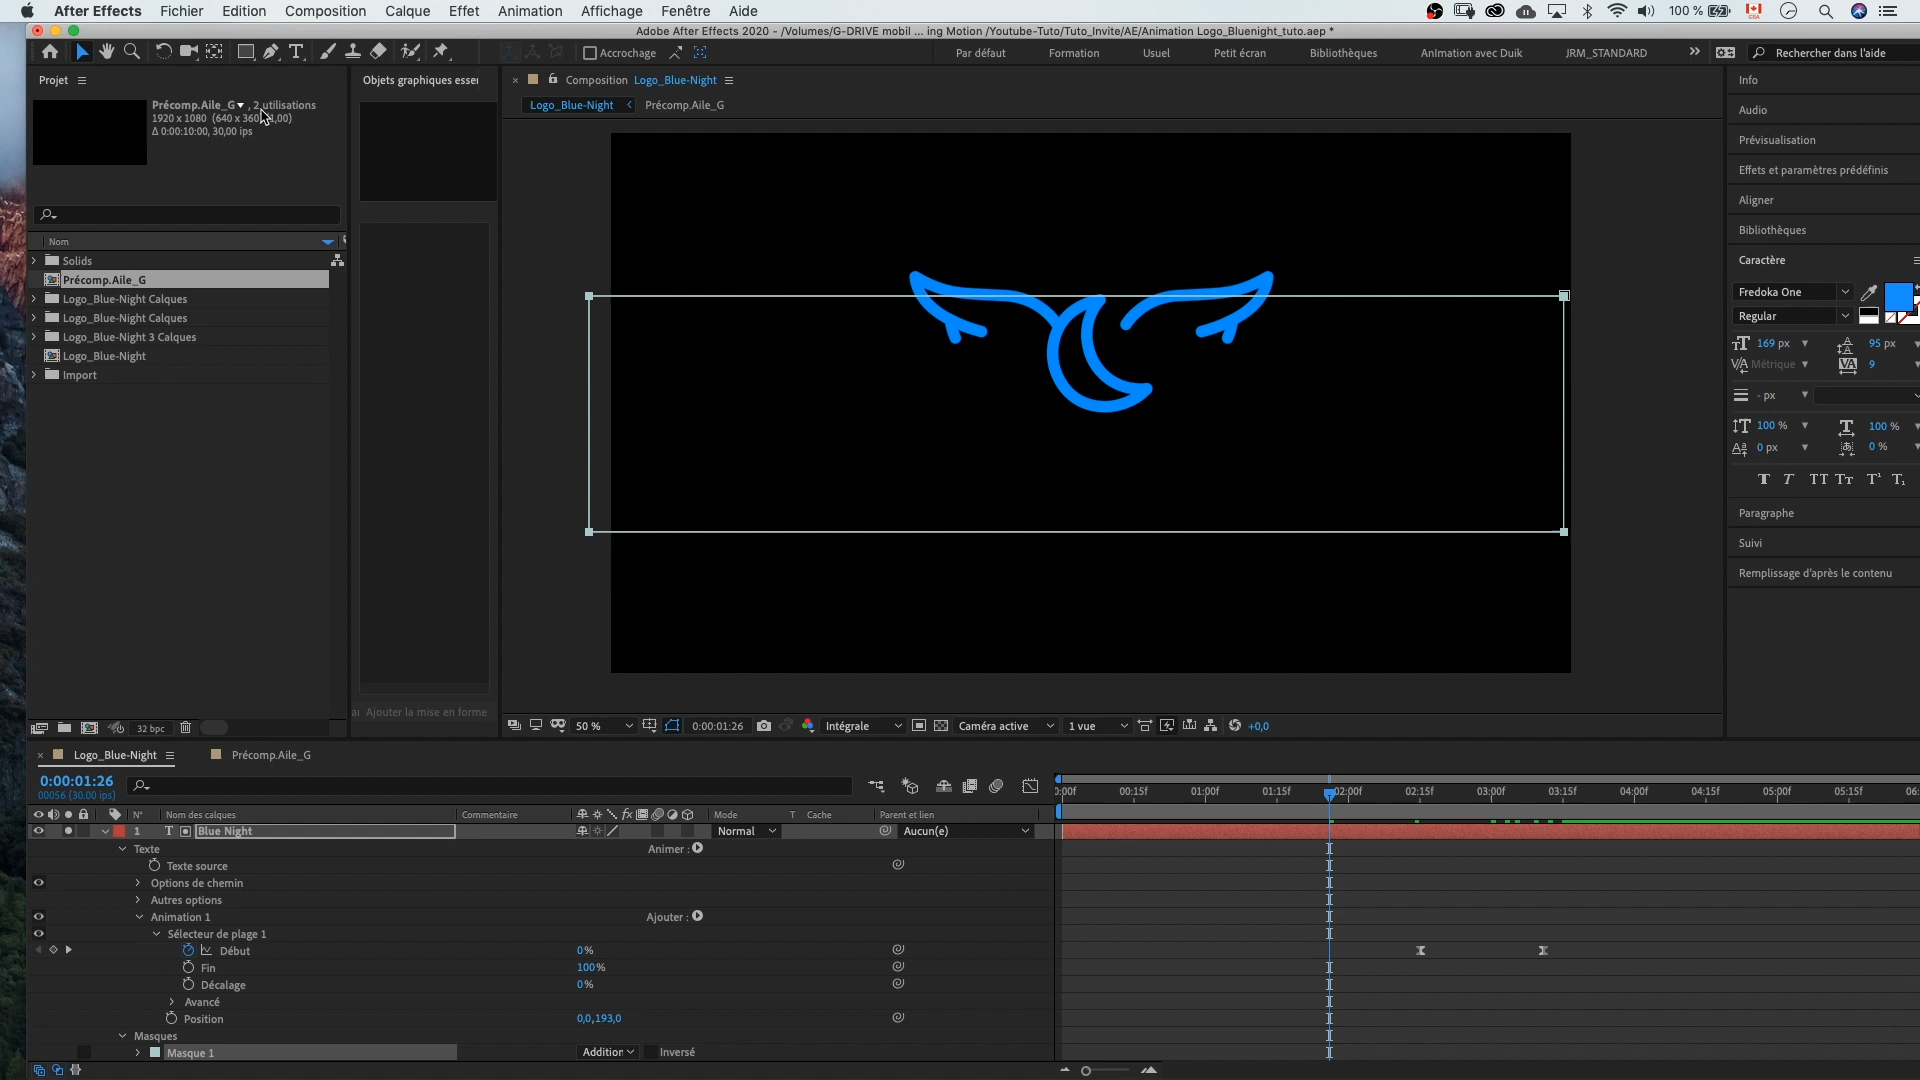 After Effects Fichier Edition Composition Calque Effet Animation Affichage Fenêtre Aide 100 %
Adobe After Effects 2020 - /Volumes/G-DRIVE mobil ... ing Motion /Youtube-Tuto/Tuto_Invite/AE/Animation Logo_Bluenight_tuto.aep *
Accrochage Par défaut Formation Usuel Petit écran Bibliothèques Animation avec Duik JRM_STANDARD Rechercher dans l'aide
Projet
Objets graphiques esser
Composition Logo_Blue-Night
Info
Précomp.Aile_G , 2 utilisations
Logo_Blue-Night Précomp.Aile_G
Audio
1920 x 1080 (640 x 360
Δ 0:00:10:00, 30,00 ips
Prévisualisation
Effets et paramètres prédéfinis
Aligner
Bibliothèques
Nom
Solids
Caractère
Précomp.Aile_G
Fredoka One
Logo_Blue-Night Calques
Regular
Logo_Blue-Night Calques
Logo_Blue-Night 3 Calques
169 px 95 px
Logo_Blue-Night
Métrique 9
Import
- px
100 % 100 %
0 px 0 %
Paragraphe
Suivi
Remplissage d'après le contenu
Ajouter la mise en forme
32 bpc 50 % 0:00:01:26 Intégrale Caméra active 1 vue +0,0
Logo_Blue-Night Précomp.Aile_G
0:00:01:26
00056 (30.00 ips)
00:15f 01:00f 01:15f 02:00f 02:15f 03:00f 03:15f 04:00f 04:15f 05:00f 05:15f 06:
N° Nom des calques Commentaire Mode T Cache Parent et lien
1 T Blue Night Normal Aucun(e)
Texte Animer :
Texte source
Options de chemin
Autres options
Animation 1 Ajouter :
Sélecteur de plage 1
Début 0%
Fin 100%
Décalage 0%
Avancé
Position 0,0,193,0
Masques
Masque 1 Addition Inversé